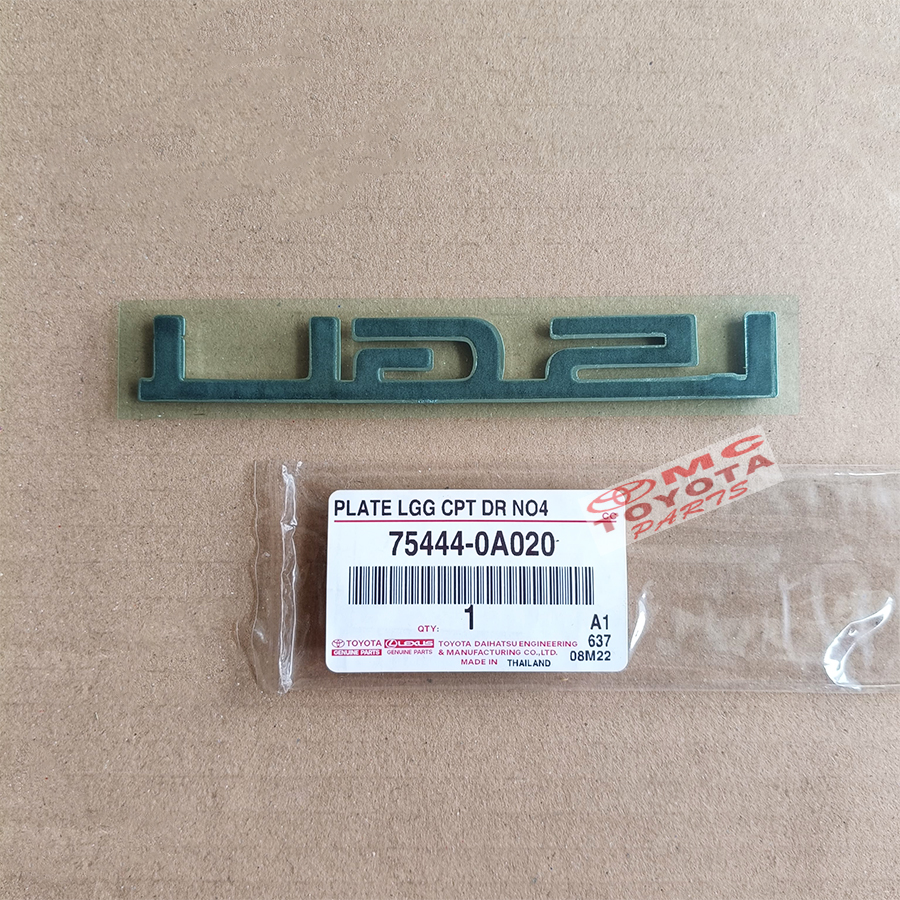 MC
TOYOTA
PARTS
PLATE LGG CPT DR NO4
CO
75444-0A020
QTY: 1
A1
637
08M22
TOYOTA
GENUINE PARTS
LEXUS
GENUINE PARTS
TOYOTA DAIHATSU ENGINEERING
& MANUFACTURING CO.,LTD.
MADE IN THAILAND